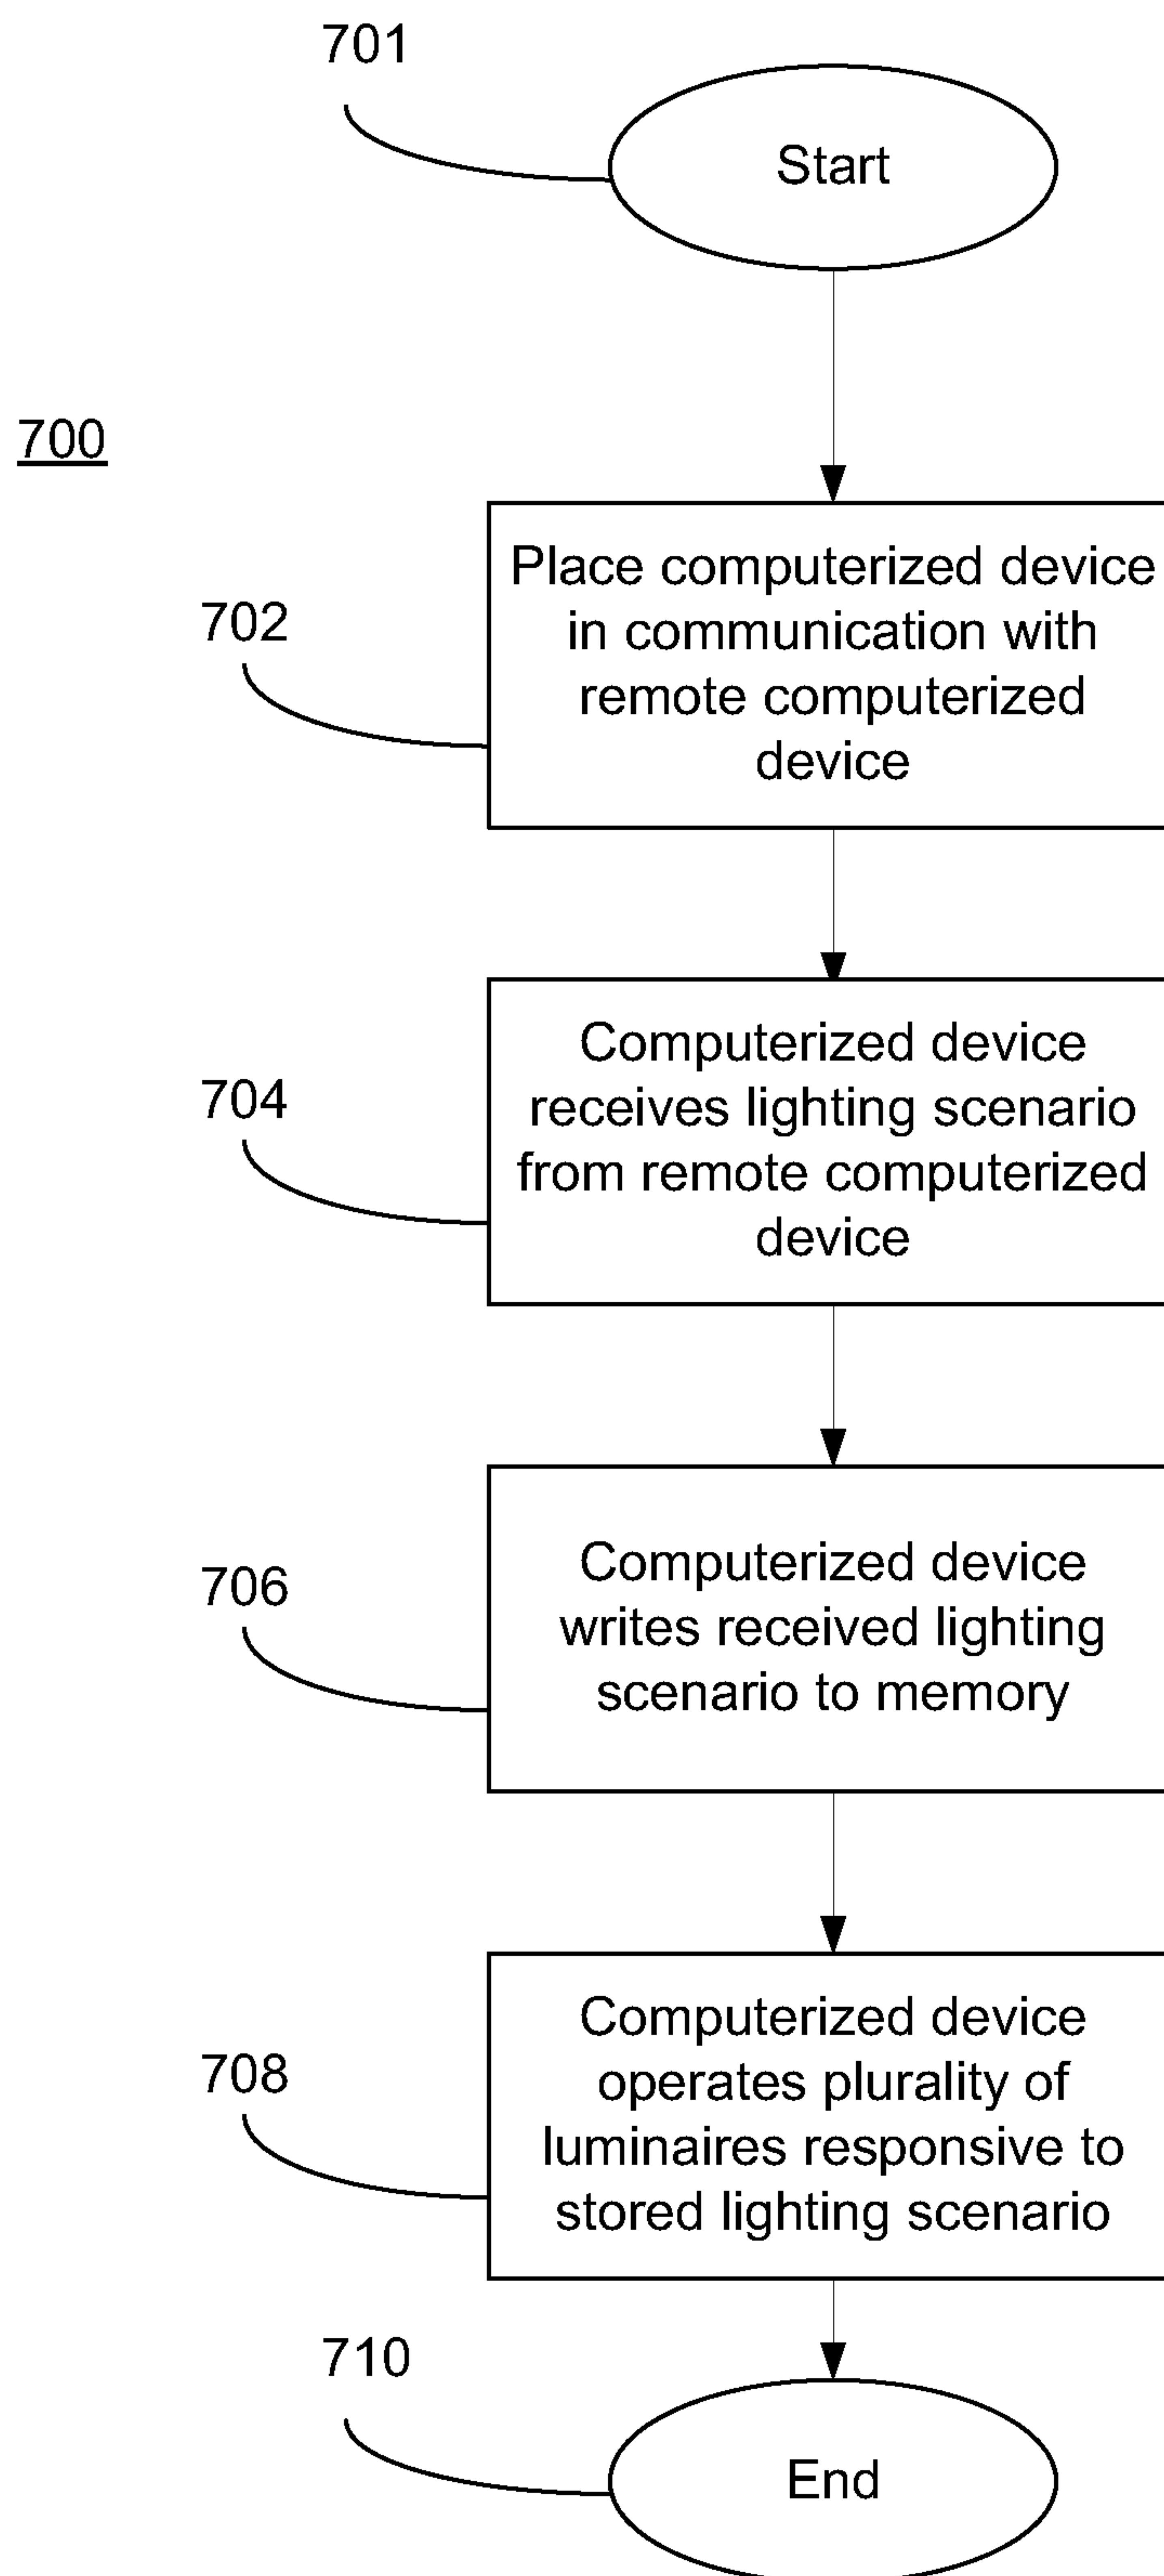 701
Start
700
Place computerized device
in communication with
remote computerized
device
702
Computerized device
receives lighting scenario
from remote computerized
device
704
Computerized device
writes received lighting
scenario to memory
706
Computerized device
operates plurality of
luminaires responsive to
stored lighting scenario
708
710
End